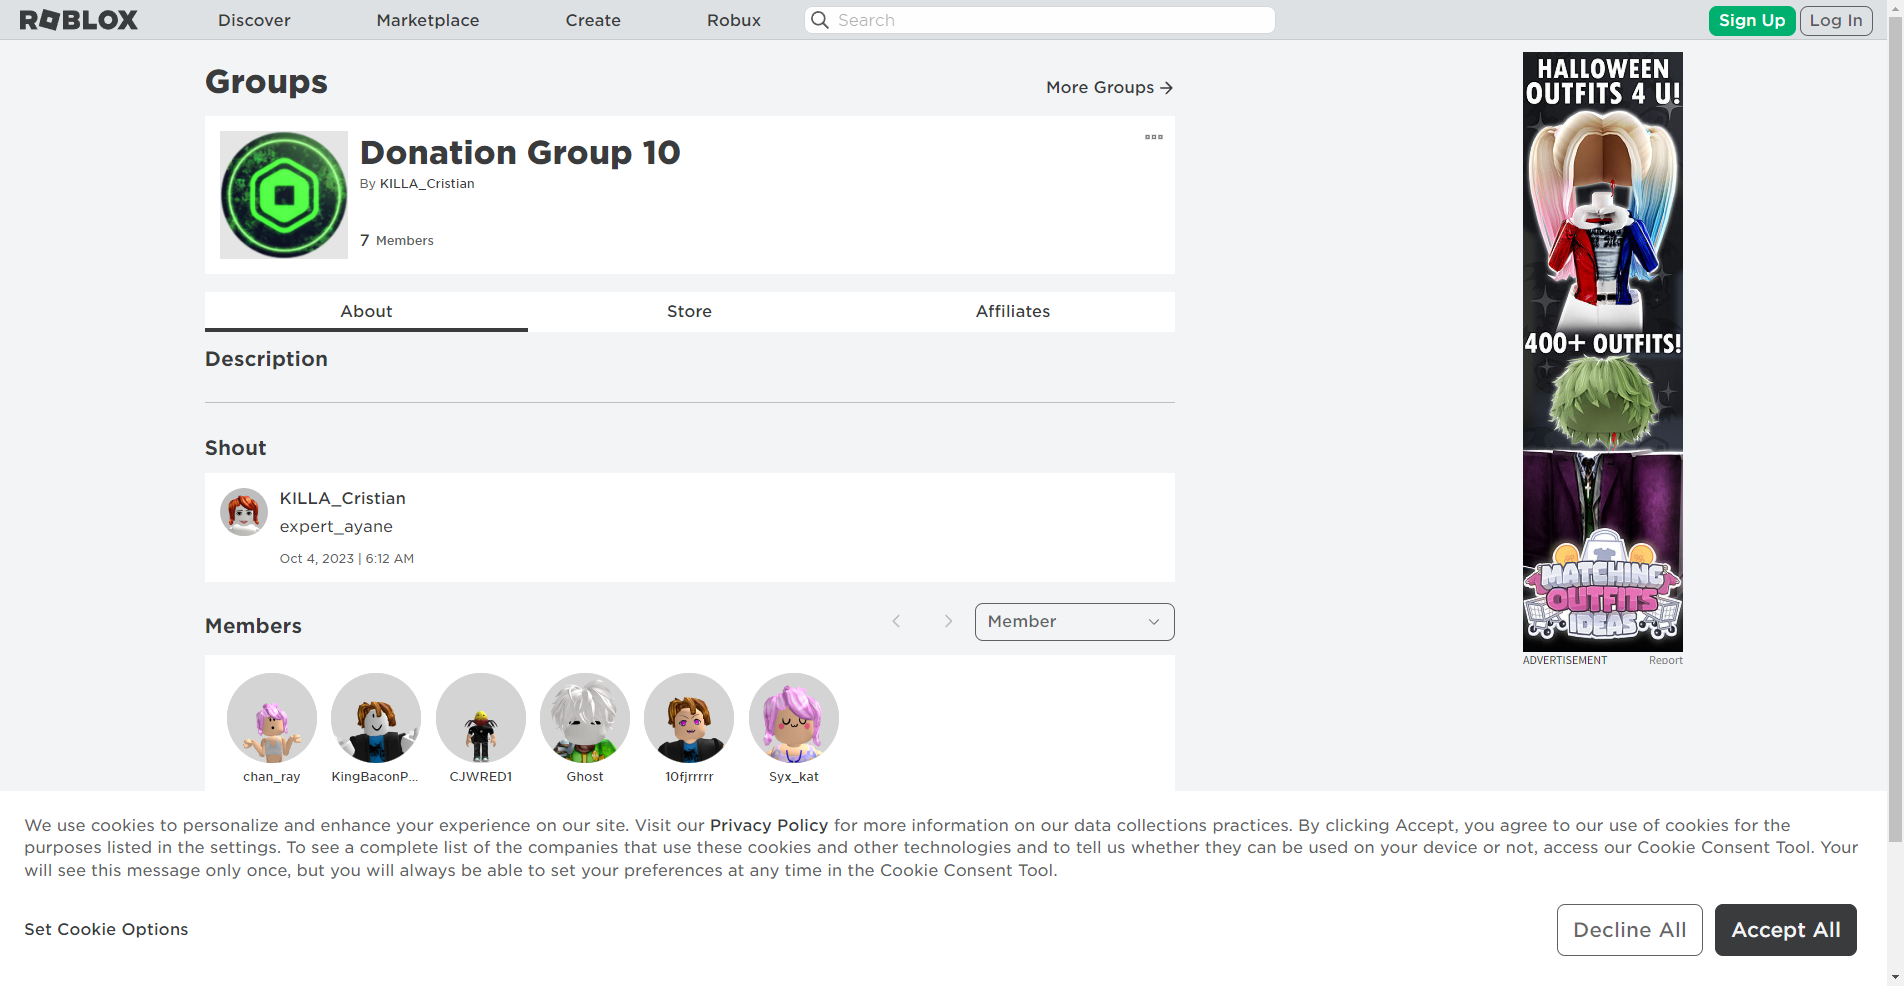 ROBLOX
Discover
Marketplace
Create
Robux
Search
Sign Up
Log In
Groups
More Groups
Donation Group 10
By KILLA_Cristian
7 Members
About
Store
Affiliates
Description
Shout
KILLA_Cristian
expert_ayane
Oct 4, 2023 | 6:12 AM
Members
Member
chan_ray
KingBaconP...
CJWRED1
Ghost
10fjrrrrr
Syx_kat
HALLOWEEN
OUTFITS 4 U!
400+ OUTFITS!
MATCHING
OUTFITS
IDEAS
ADVERTISEMENT
Report
We use cookies to personalize and enhance your experience on our site. Visit our Privacy Policy for more information on our data collections practices. By clicking Accept, you agree to our use of cookies for the
purposes listed in the settings. To see a complete list of the companies that use these cookies and other technologies and to tell us whether they can be used on your device or not, access our Cookie Consent Tool. Your
will see this message only once, but you will always be able to set your preferences at any time in the Cookie Consent Tool.
Set Cookie Options
Decline All
Accept All